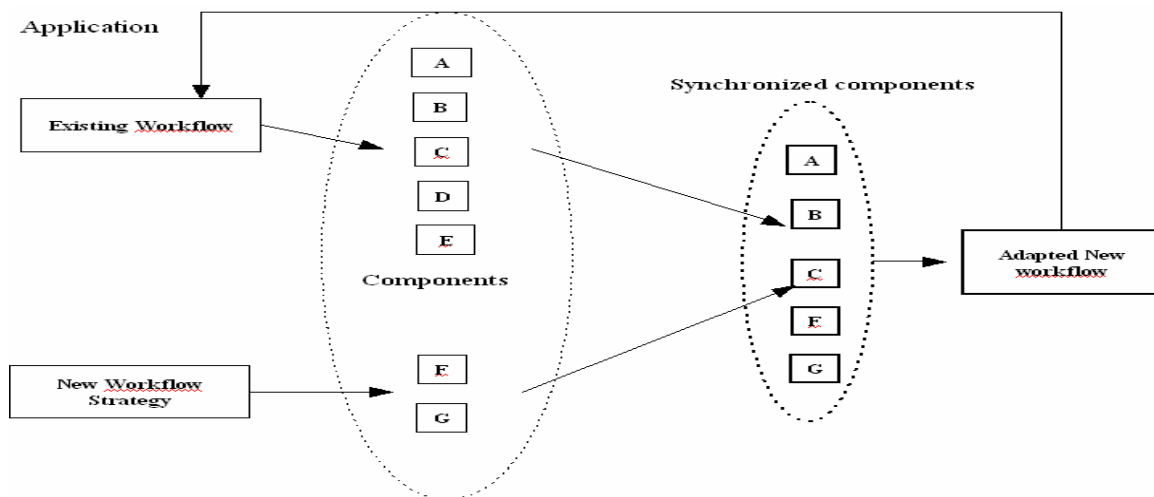 Application
Existing Workflow
A
B
C
D
E
Components
New Workflow
Strategy
F
G
Synchronized components
A
B
C
F
G
Adapted New
workflow